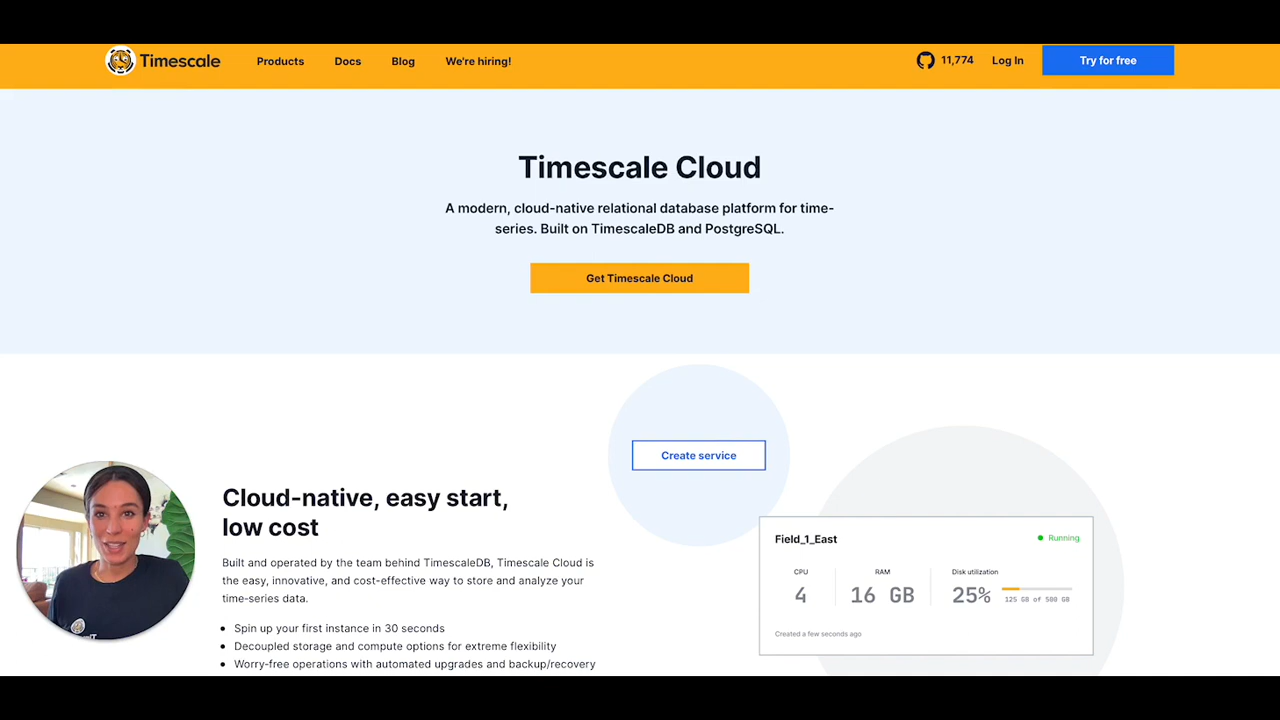 Timescale
Products
Docs
Blog
We're hiring!
11,774
Log In
Try for free
Timescale Cloud
A modern, cloud-native relational database platform for time-
series. Built on TimescaleDB and PostgreSQL.
Get Timescale Cloud
Create service
Cloud-native, easy start,
low cost
Built and operated by the team behind TimescaleDB, Timescale Cloud is
the easy, innovative, and cost-effective way to store and analyze your
time-series data.
Spin up your first instance in 30 seconds
Decoupled storage and compute options for extreme flexibility
Worry-free operations with automated upgrades and backup/recovery
Field_1_East
Running
CPU
RAM
Disk utilization
4
16 GB
25%
125 GB of 500 GB
Created a few seconds ago